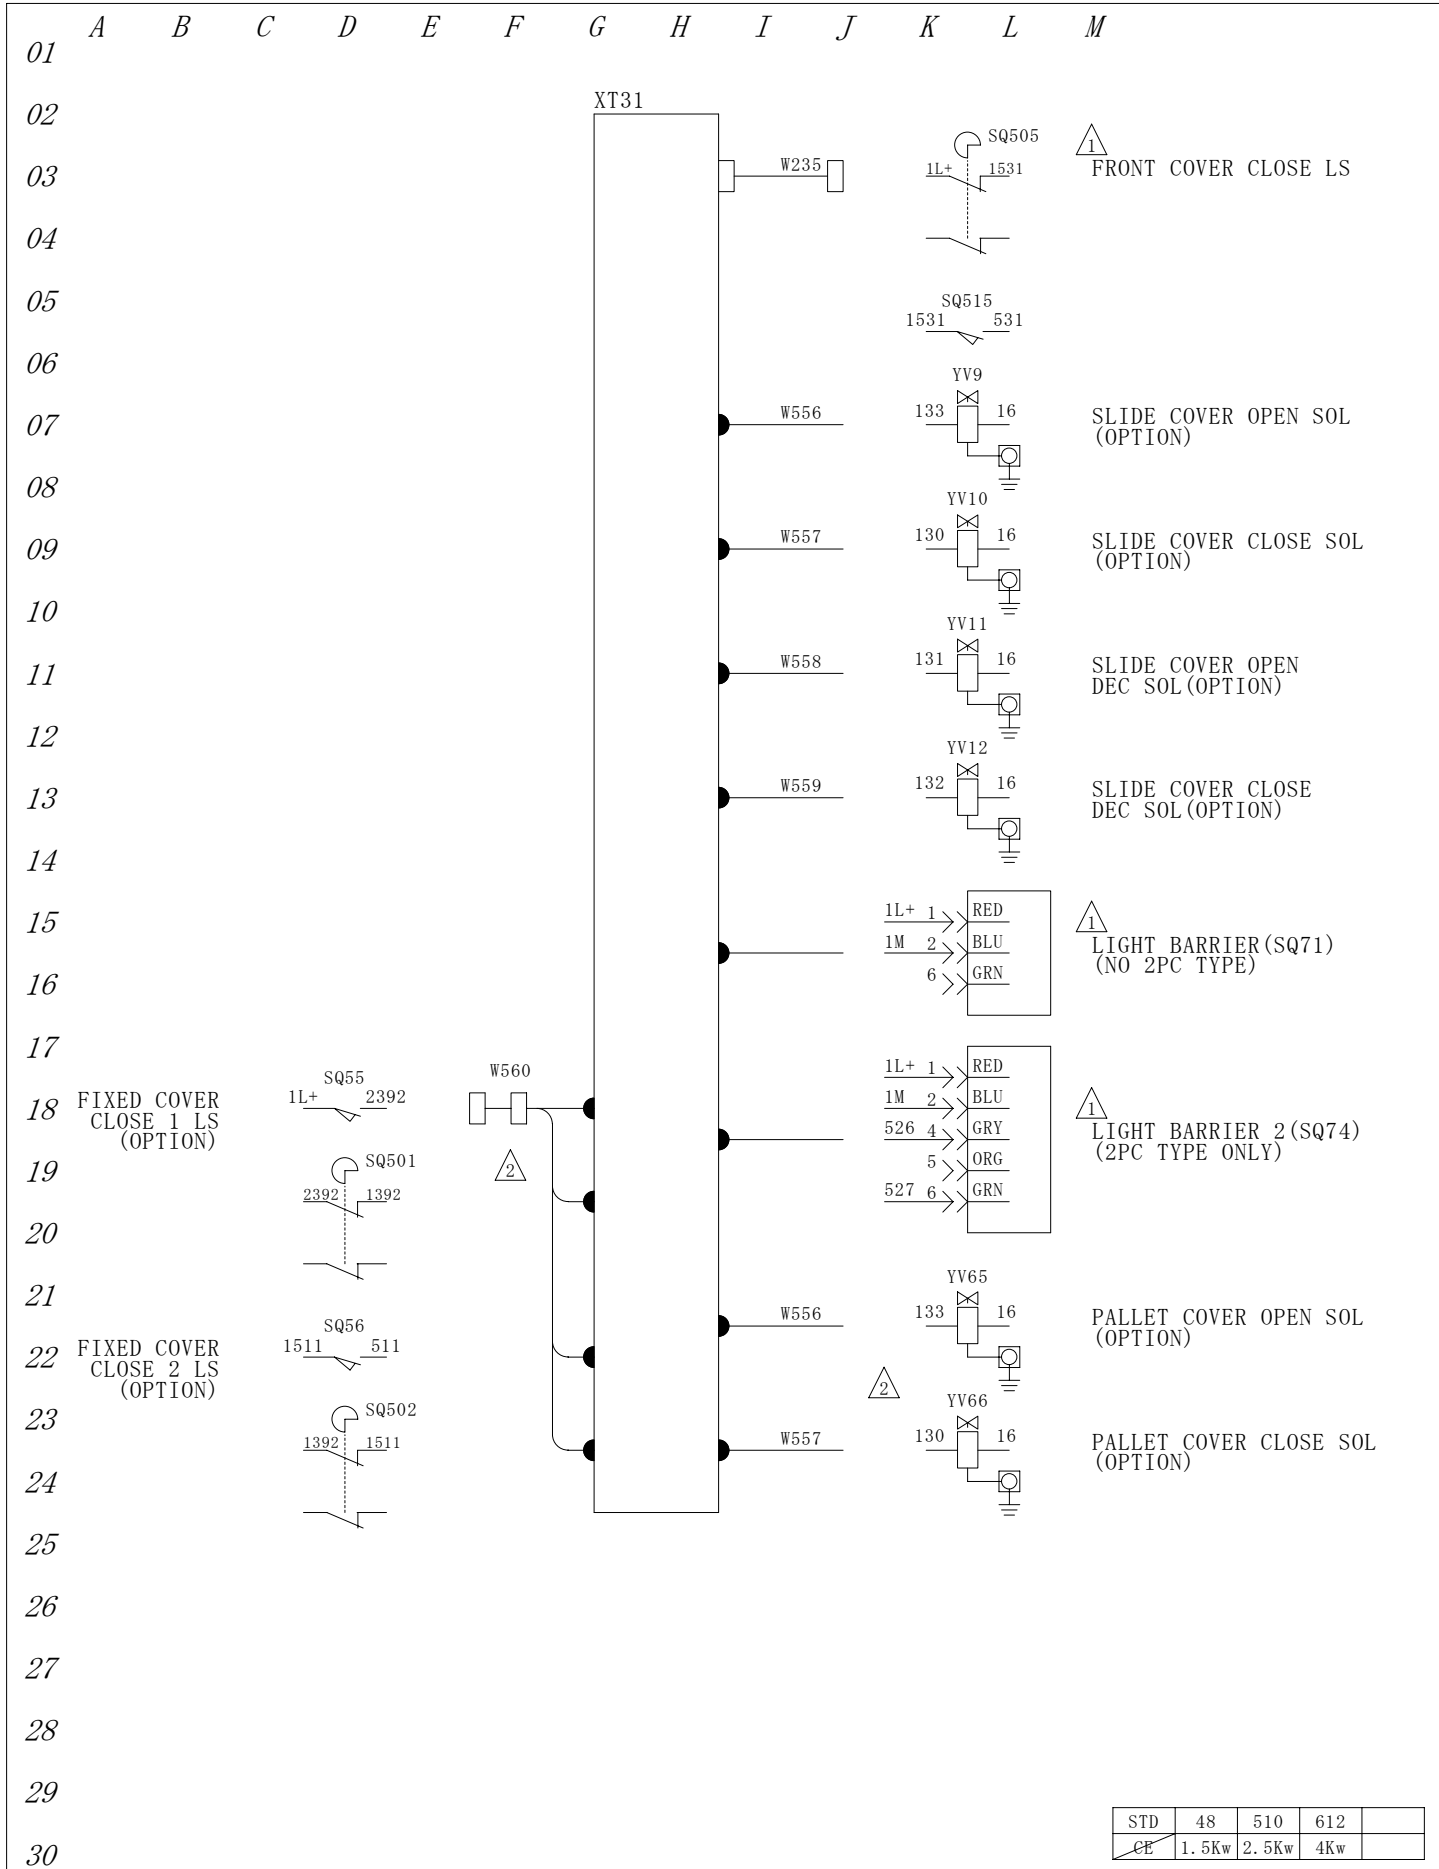 A B C D E F G H I J K L M
01
02
XT31
SQ505
1
03
W235
1L+ 1531
FRONT COVER CLOSE LS
04
05
SQ515
1531 531
06
YV9
07
W556
133 16
SLIDE COVER OPEN SOL
(OPTION)
08
YV10
09
W557
130 16
SLIDE COVER CLOSE SOL
(OPTION)
10
YV11
11
W558
131 16
SLIDE COVER OPEN
DEC SOL(OPTION)
12
YV12
13
W559
132 16
SLIDE COVER CLOSE
DEC SOL(OPTION)
14
15
1L+ 1 RED
1M 2 BLU
6 GRN
1
LIGHT BARRIER(SQ71)
(NO 2PC TYPE)
16
17
1L+ 1 RED
1M 2 BLU
526 4 GRY
5 ORG
527 6 GRN
1
LIGHT BARRIER 2(SQ74)
(2PC TYPE ONLY)
18
FIXED COVER
CLOSE 1 LS
(OPTION)
SQ55
1L+ 2392
W560
2
19
SQ501
2392 1392
20
21
YV65
W556
133 16
PALLET COVER OPEN SOL
(OPTION)
22
FIXED COVER
CLOSE 2 LS
(OPTION)
SQ56
1511 511
2
23
SQ502
1392 1511
YV66
W557
130 16
PALLET COVER CLOSE SOL
(OPTION)
24
25
26
27
28
29
30
STD 48 510 612
CE 1.5Kw 2.5Kw 4Kw